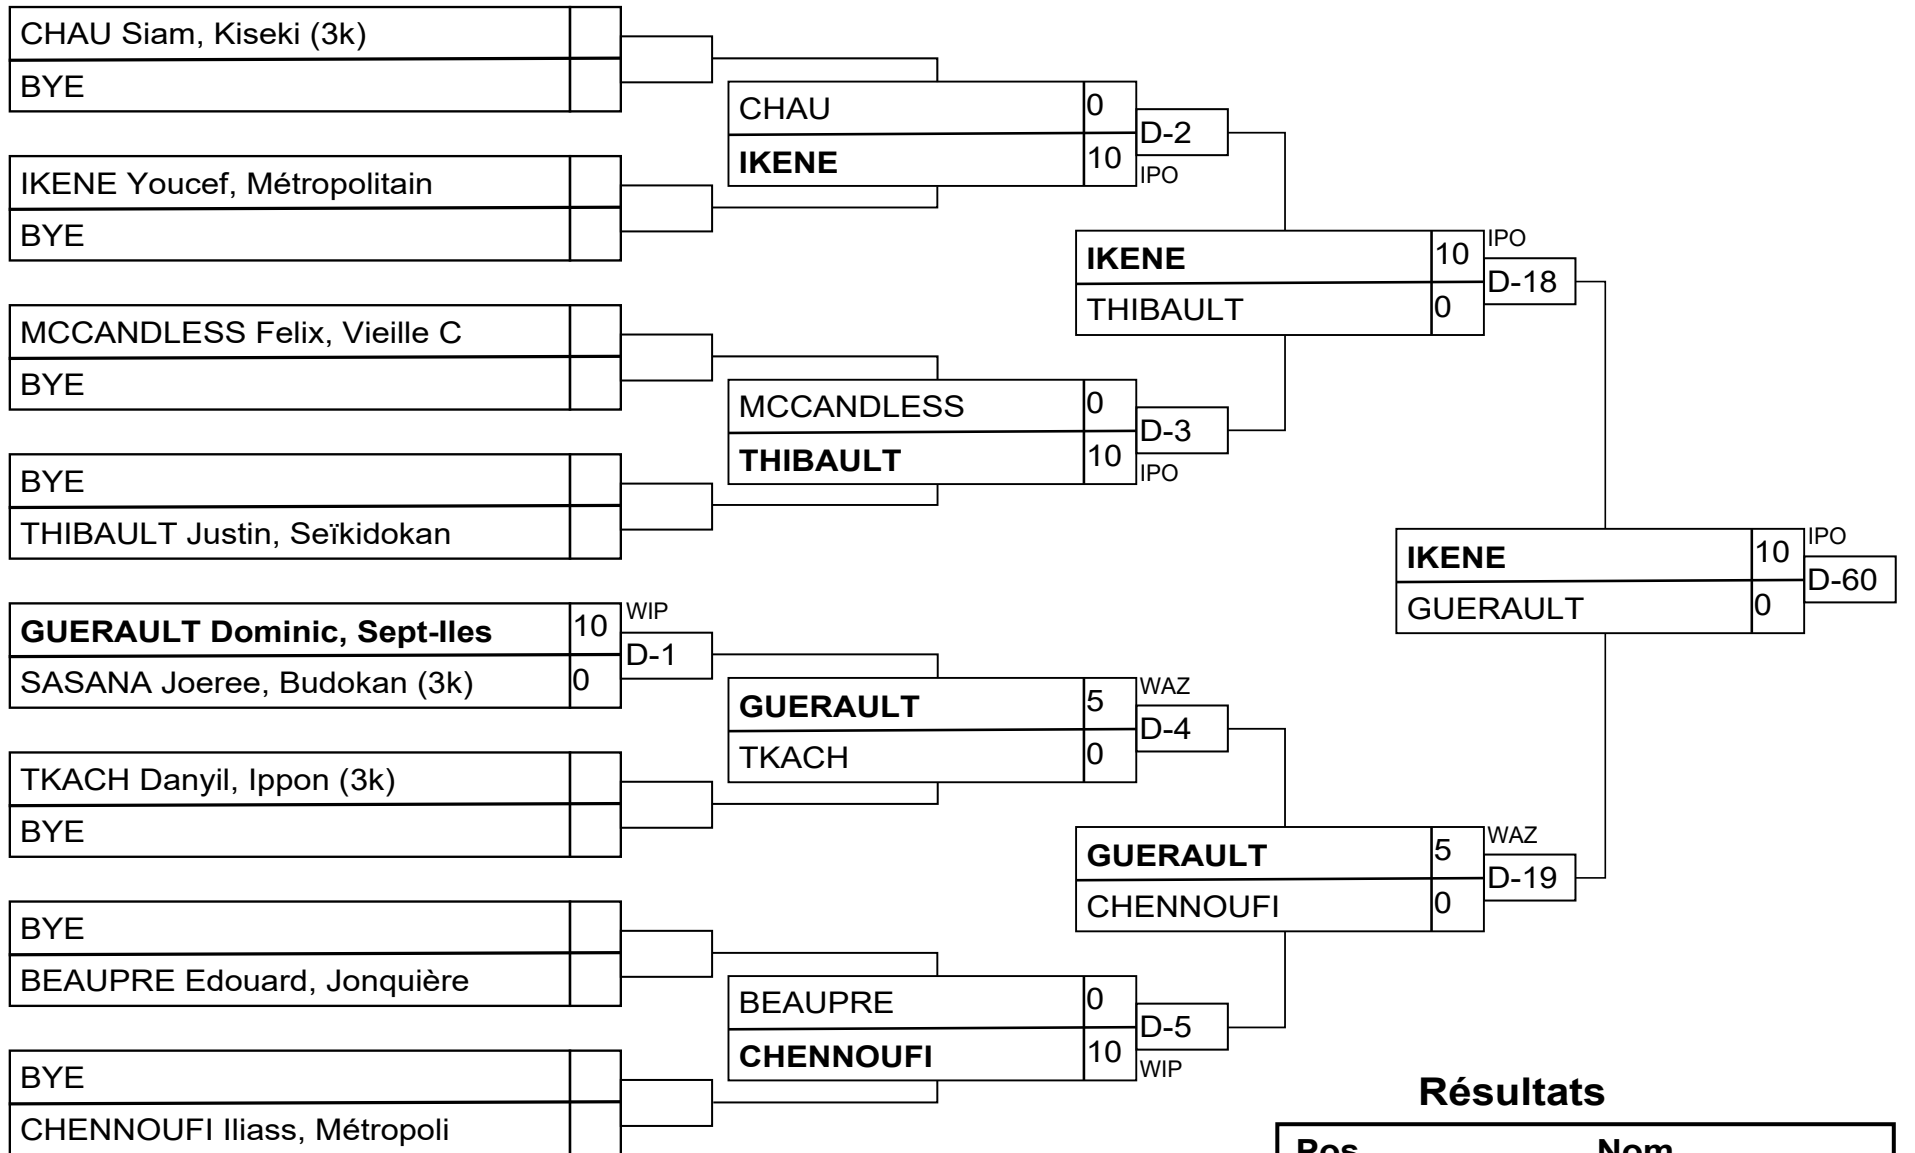 CHAU Siam, Kiseki (3k)
BYE
IKENE Youcef, Métropolitain
BYE
MCCANDLESS Felix, Vieille C
BYE
BYE
THIBAULT Justin, Seïkidokan
GUERAULT Dominic, Sept-Iles 10 WIP
D-1
SASANA Joeree, Budokan (3k) 0
TKACH Danyil, Ippon (3k)
BYE
BYE
BEAUPRE Edouard, Jonquière
BYE
CHENNOUFI Iliass, Métropoli
CHAU 0
D-2
IKENE 10 IPO
MCCANDLESS 0
D-3
THIBAULT 10 IPO
GUERAULT 5 WAZ
D-4
TKACH 0
BEAUPRE 0
D-5
CHENNOUFI 10 WIP
IKENE 10 IPO
D-18
THIBAULT 0
GUERAULT 5 WAZ
D-19
CHENNOUFI 0
IKENE 10 IPO
D-60
GUERAULT 0
Résultats
Pos Nom